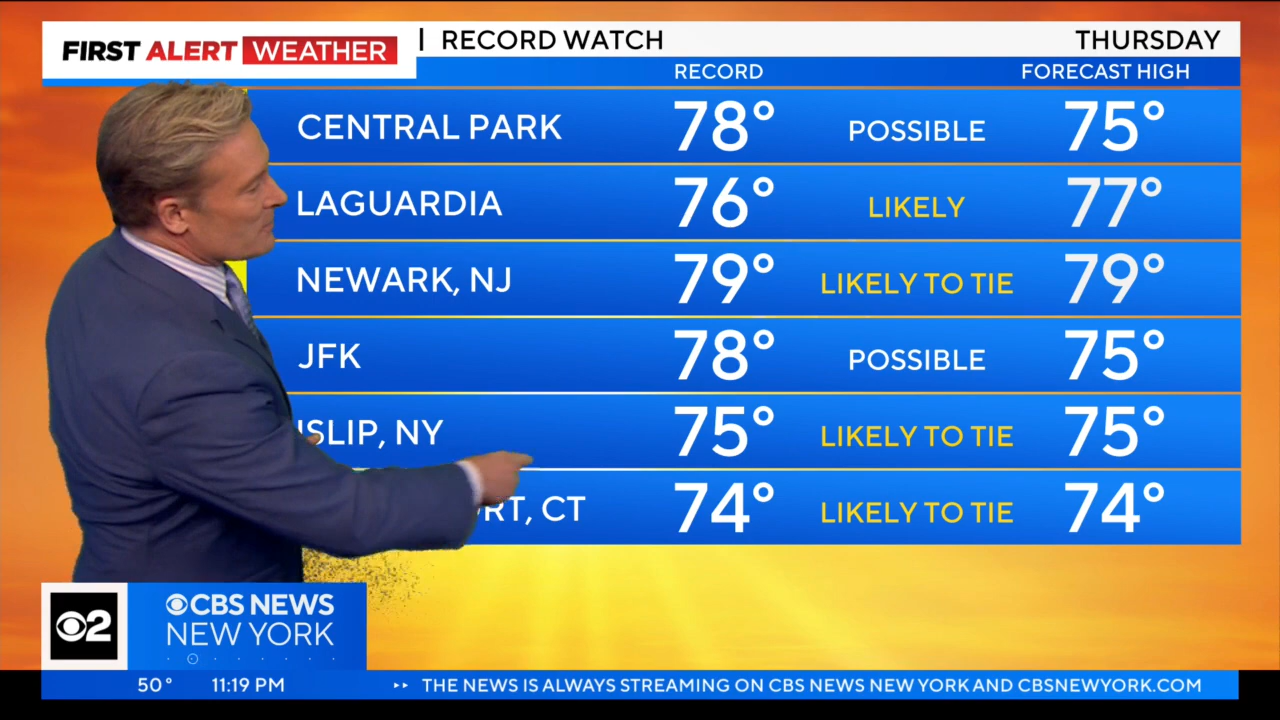 FIRST ALERT WEATHER | RECORD WATCH THURSDAY
RECORD FORECAST HIGH
CENTRAL PARK 78° POSSIBLE 75°
LAGUARDIA 76° LIKELY 77°
NEWARK, NJ 79° LIKELY TO TIE 79°
JFK 78° POSSIBLE 75°
ISLIP, NY 75° LIKELY TO TIE 75°
CT 74° LIKELY TO TIE 74°
2 CBS NEWS
NEW YORK
50° 11:19 PM THE NEWS IS ALWAYS STREAMING ON CBS NEWS NEW YORK AND CBSNEWYORK.COM